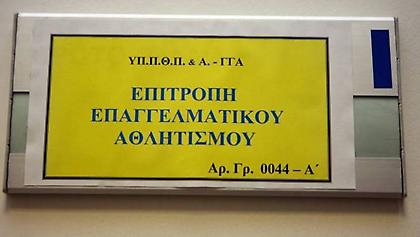 ΥΠ.Π.Θ.Π. & Α. - ΓΓΑ
ΕΠΙΤΡΟΠΗ
ΕΠΑΓΓΕΛΜΑΤΙΚΟΥ
ΑΘΛΗΤΙΣΜΟΥ
Αρ. Γρ. 0044 – Α΄